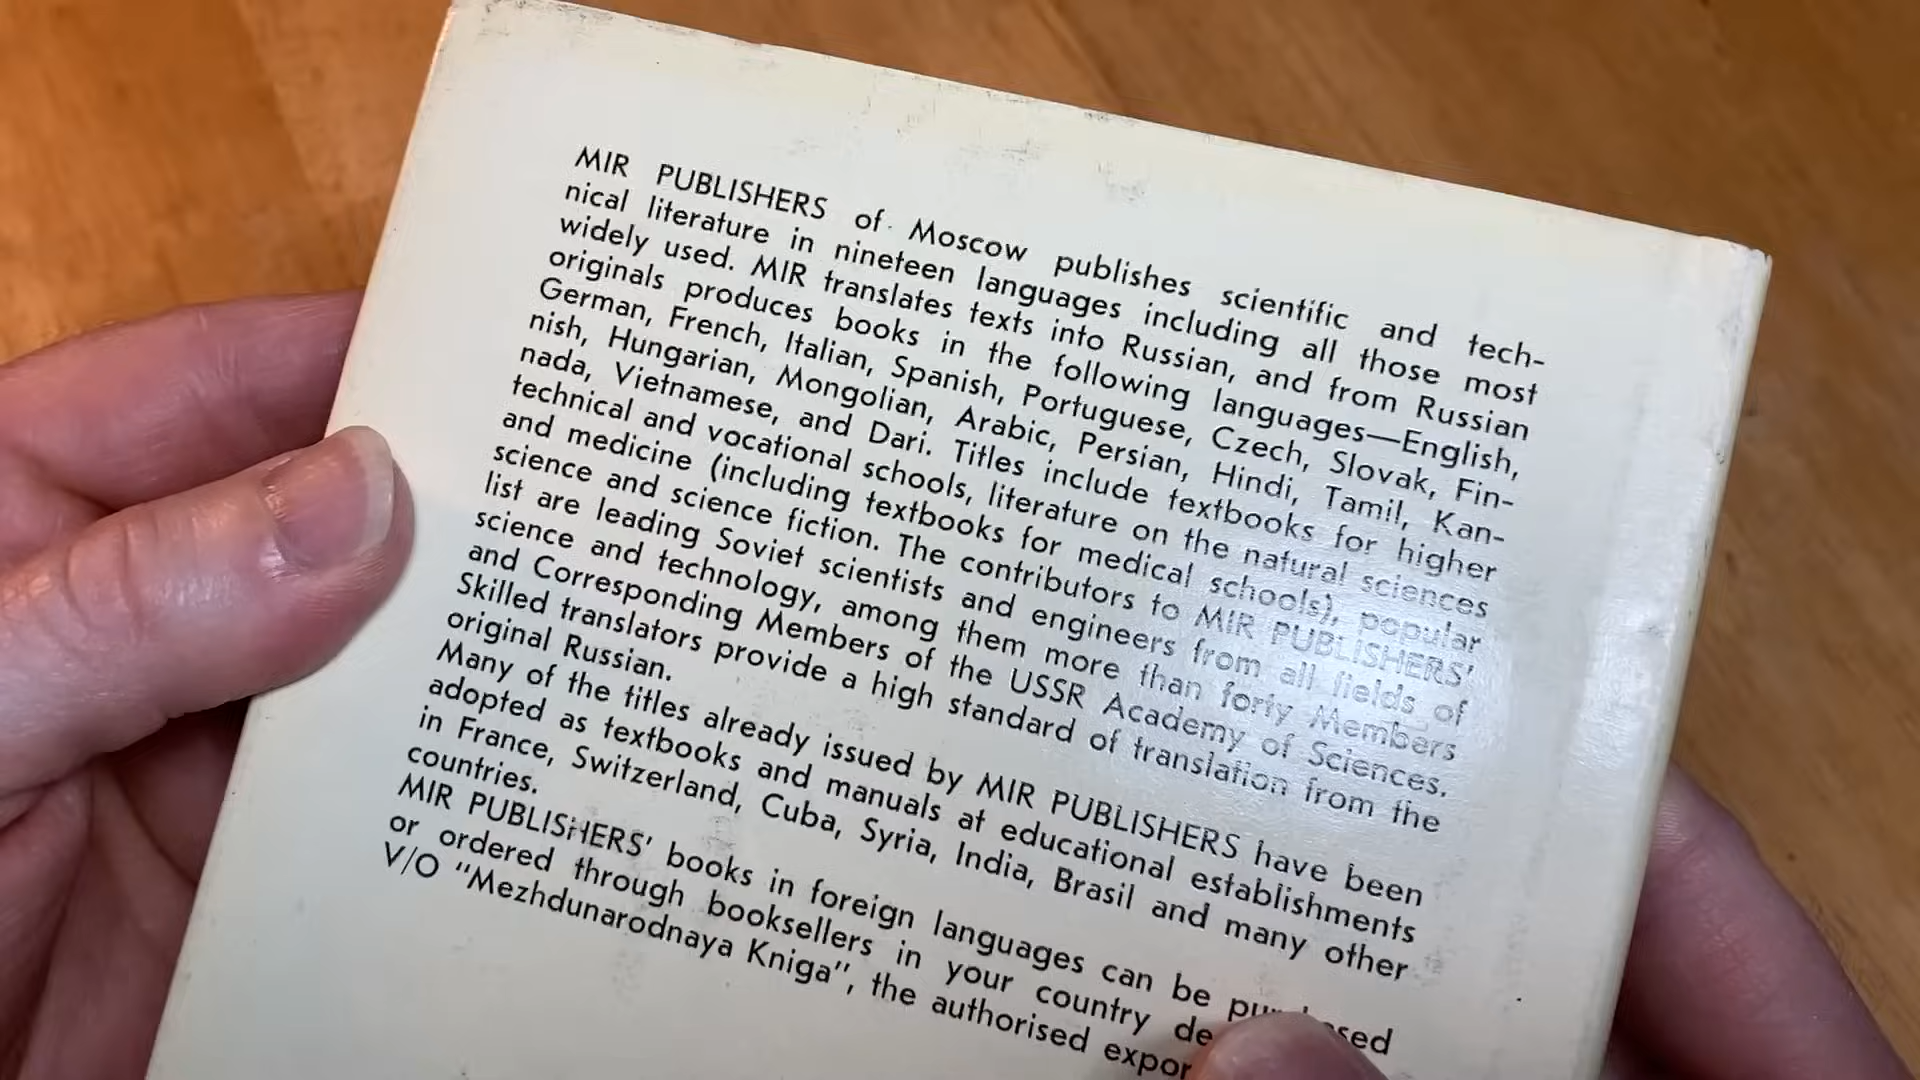 MIR PUBLISHERS of Moscow publishes scientific and tech-
nical literature in nineteen languages including all those most
widely used. MIR translates texts into Russian, and from Russian
originals produces books in the following languages—English,
German, French, Italian, Spanish, Portuguese, Czech, Slovak, Fin-
nish, Hungarian, Mongolian, Arabic, Persian, Hindi, Tamil, Kan-
nada, Vietnamese, and Dari. Titles include textbooks for higher
technical and vocational schools, literature on the natural sciences
and medicine (including textbooks for medical schools), popular
science and science fiction. The contributors to MIR PUBLISHERS'
list are leading Soviet scientists and engineers from all fields of
science and technology, among them more than forty Members
and Corresponding Members of the USSR Academy of Sciences.
Skilled translators provide a high standard of translation from the
original Russian.
Many of the titles already issued by MIR PUBLISHERS have been
adopted as textbooks and manuals at educational establishments
in France, Switzerland, Cuba, Syria, India, Brasil and many other
countries.
MIR PUBLISHERS' books in foreign languages can be
or ordered through booksellers in your country
V/O "Mezhdunarodnaya Kniga", the authorised